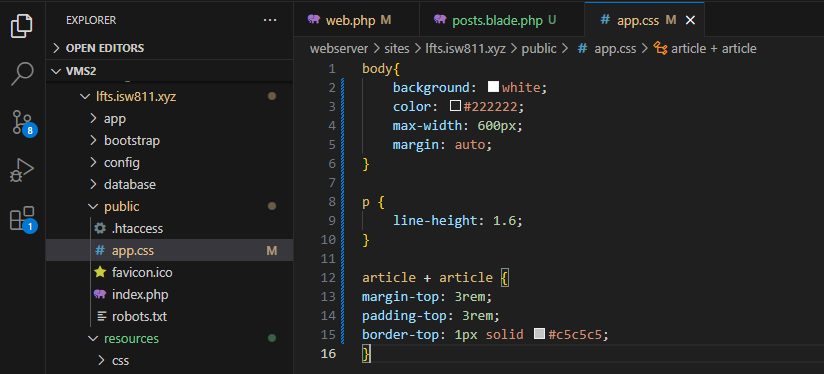 EXPLORER ···
OPEN EDITORS
VMS2
lfts.isw811.xyz
app
bootstrap
config
database
public
.htaccess
# app.css M
favicon.ico
index.php
robots.txt
resources
css
8
1
web.php M
posts.blade.php U
# app.css M ×
webserver > sites > lfts.isw811.xyz > public > # app.css > article + article
1 body{
2 background: white;
3 color: #222222;
4 max-width: 600px;
5 margin: auto;
6 }
7
8 p {
9 line-height: 1.6;
10 }
11
12 article + article {
13 margin-top: 3rem;
14 padding-top: 3rem;
15 border-top: 1px solid #c5c5c5;
16 }